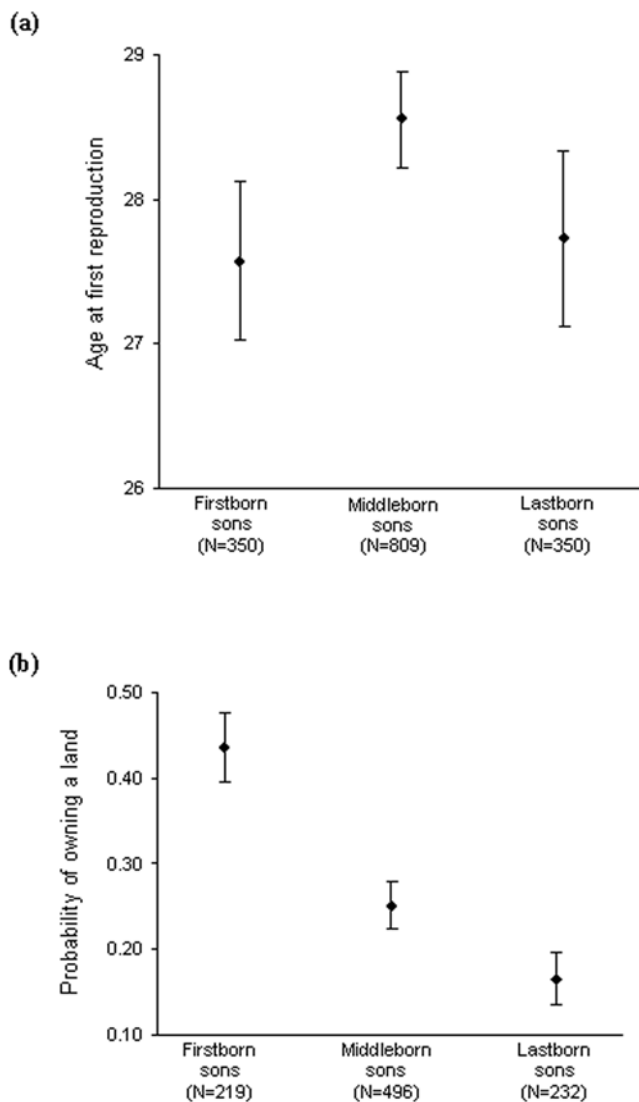 (a)
Age at first reproduction
29
28
27
26
Firstborn Middleborn Lastborn
sons sons sons
(N=350) (N=809) (N=350)
(b)
Probability of owning a land
0.50
0.40
0.30
0.20
0.10
Firstborn Middleborn Lastborn
sons sons sons
(N=219) (N=496) (N=232)